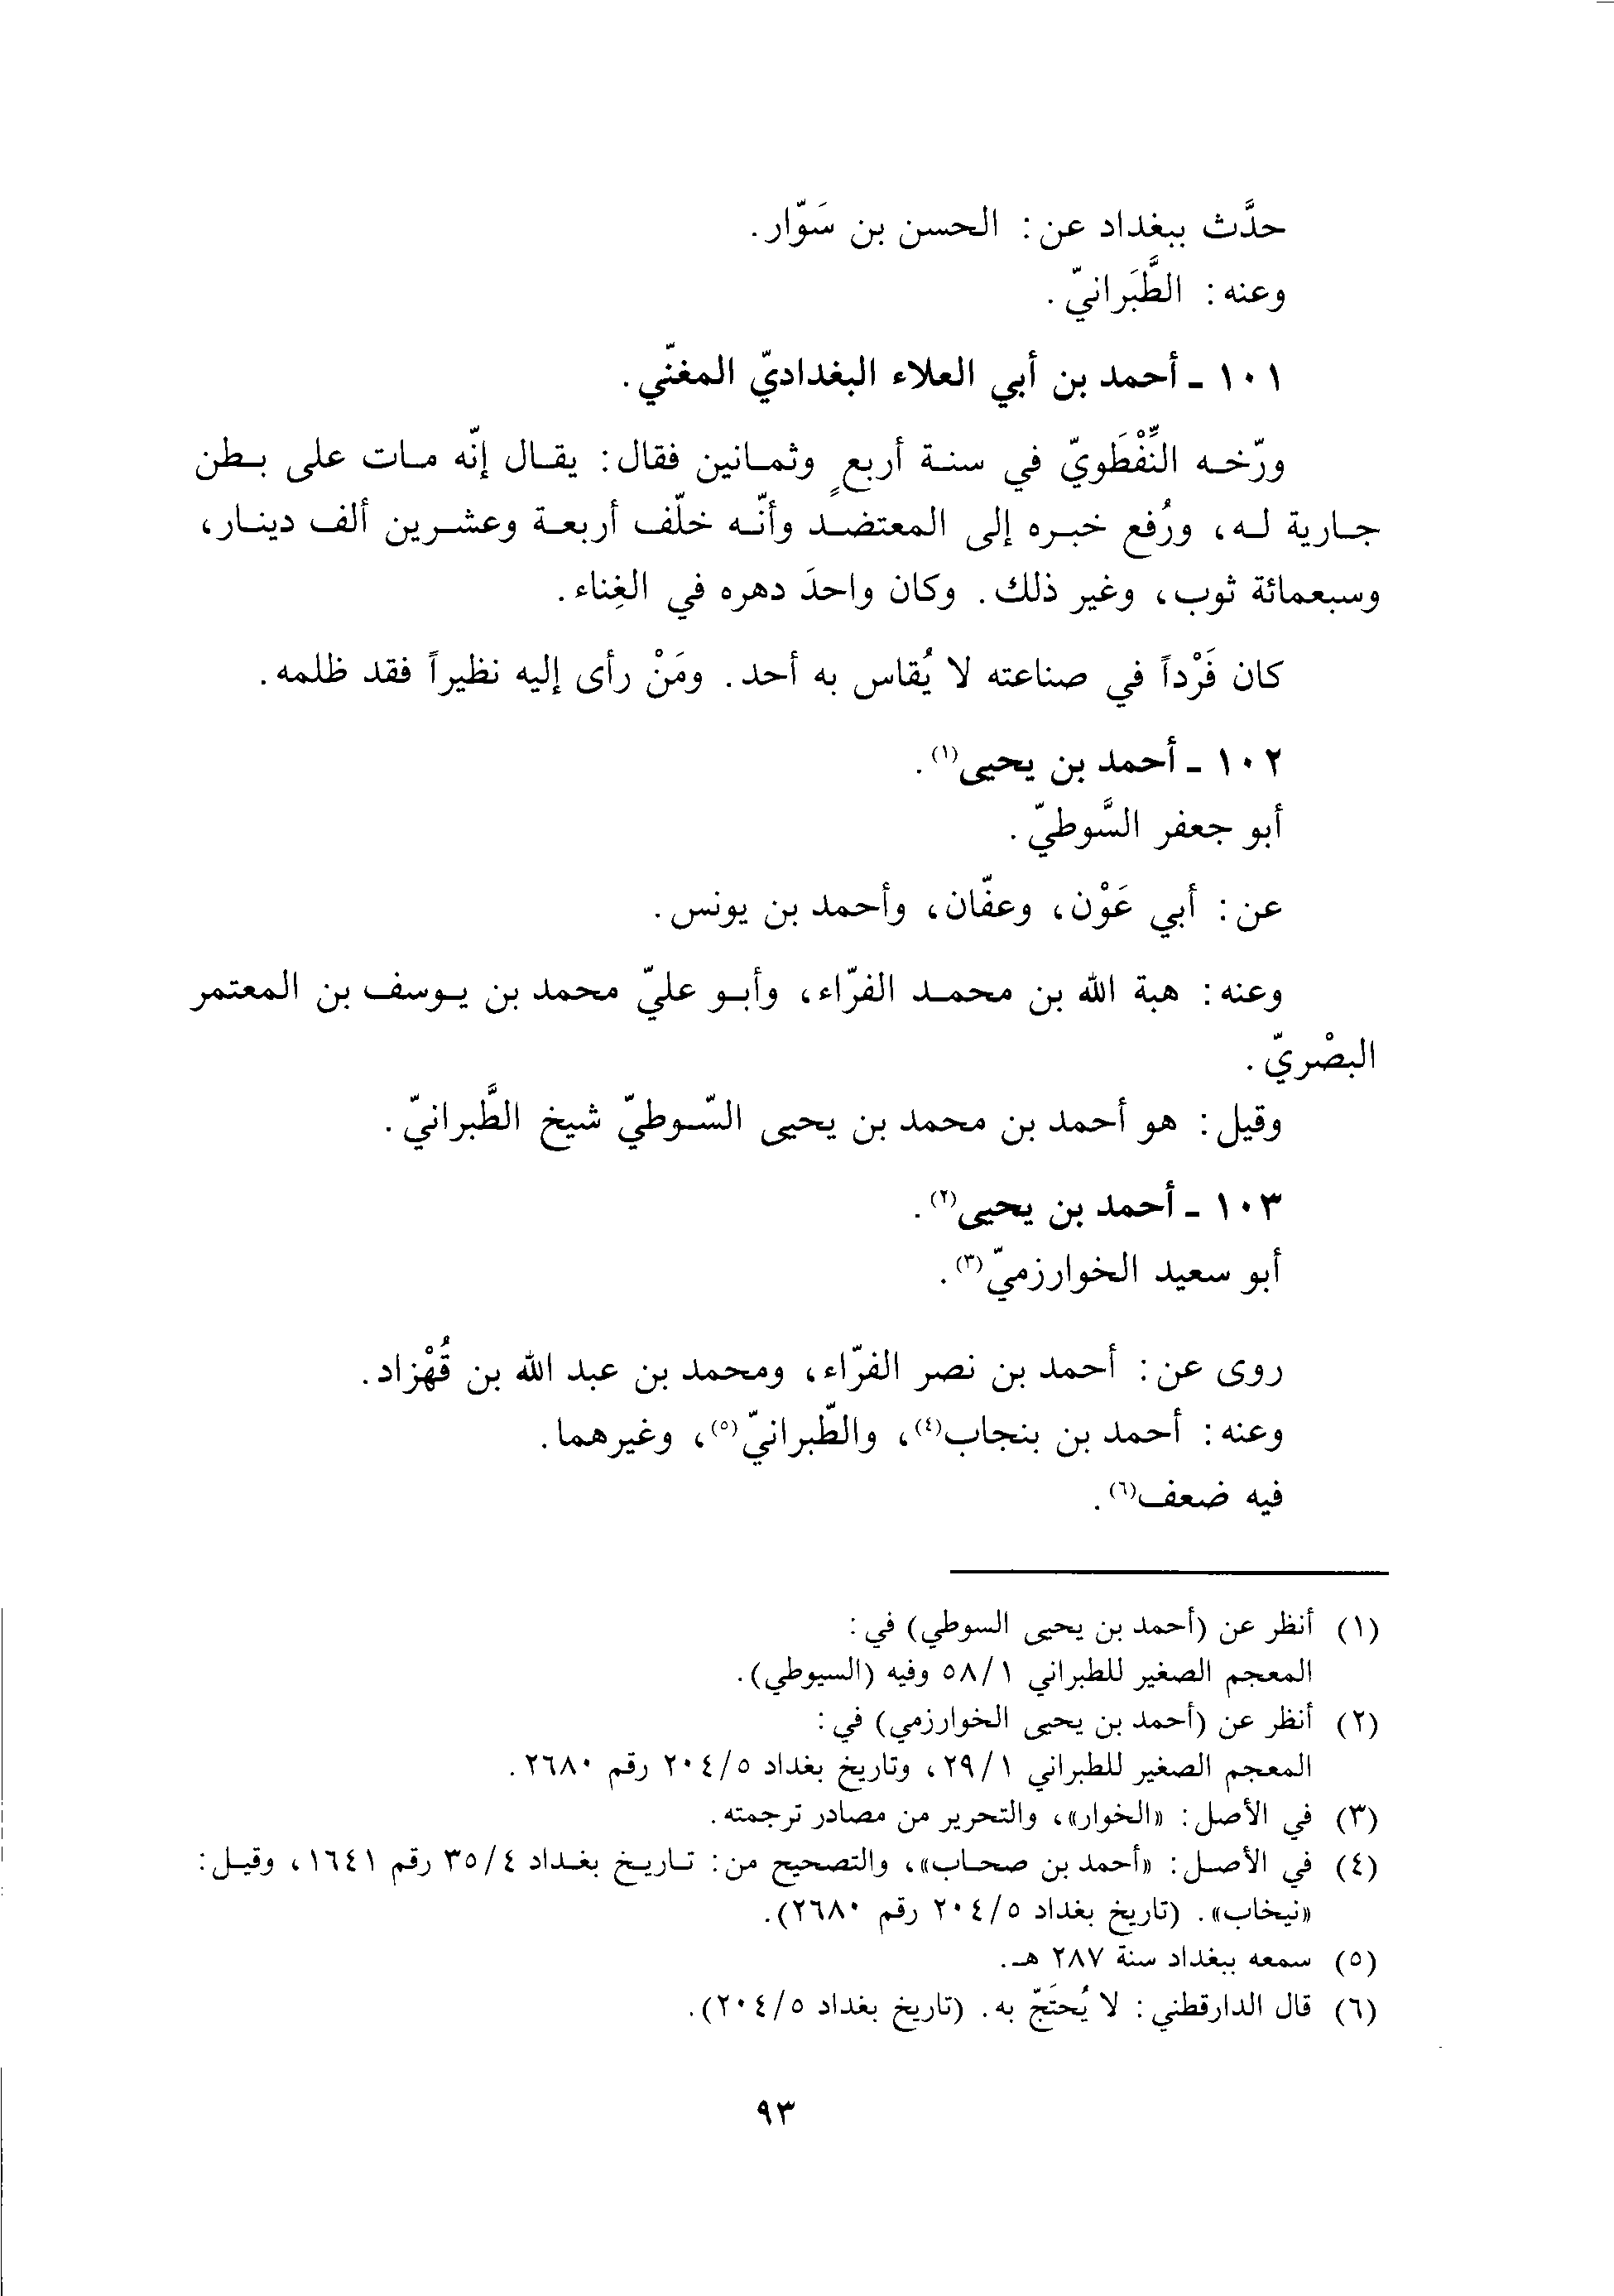 حدَّث ببغداد عن: الحسن بن سَوّار.
وعنه: الطَّبَرانيّ.
١٠١ ـ أحمد بن أبي العلاء البغداديّ المغنّي.
ورّخه النِّفْطَويّ في سنة أربعٍ وثمانين فقال: يقال إنّه مات على بطن
جارية له، ورُفع خبره إلى المعتضد وأنّه خلّف أربعة وعشرين ألف دينار،
وسبعمائة ثوب، وغير ذلك. وكان واحدَ دهره في الغِناء.
كان فَرْداً في صناعته لا يُقاس به أحد. ومَنْ رأى إليه نظيراً فقد ظلمه.
١٠٢ ـ أحمد بن يحيى(١).
أبو جعفر السَّوطيّ.
عن: أبي عَوْن، وعفّان، وأحمد بن يونس.
وعنه: هبة الله بن محمد الفرّاء، وأبو عليّ محمد بن يوسف بن المعتمر
البصْريّ.
وقيل: هو أحمد بن محمد بن يحيى السّوطيّ شيخ الطَّبرانيّ.
١٠٣ ـ أحمد بن يحيى(٢).
أبو سعيد الخوارزميّ(٣).
روى عن: أحمد بن نصر الفرّاء، ومحمد بن عبد الله بن قُهْزاد.
وعنه: أحمد بن بنجاب(٤)، والطّبرانيّ(٥)، وغيرهما.
فيه ضعف(٦).
(١) أنظر عن (أحمد بن يحيى السوطي) في:
المعجم الصغير للطبراني ٥٨/١ وفيه (السيوطي).
(٢) أنظر عن (أحمد بن يحيى الخوارزمي) في:
المعجم الصغير للطبراني ٢٩/١، وتاريخ بغداد ٢٠٤/٥ رقم ٢٦٨٠.
(٣) في الأصل: «الخوار»، والتحرير من مصادر ترجمته.
(٤) في الأصل: «أحمد بن صحاب»، والتصحيح من: تاريخ بغداد ٣٥/٤ رقم ١٦٤١، وقيل:
«نيخاب». (تاريخ بغداد ٢٠٤/٥ رقم ٢٦٨٠).
(٥) سمعه ببغداد سنة ٢٨٧ هـ.
(٦) قال الدارقطني: لا يُحتَجّ به. (تاريخ بغداد ٢٠٤/٥).
٩٣